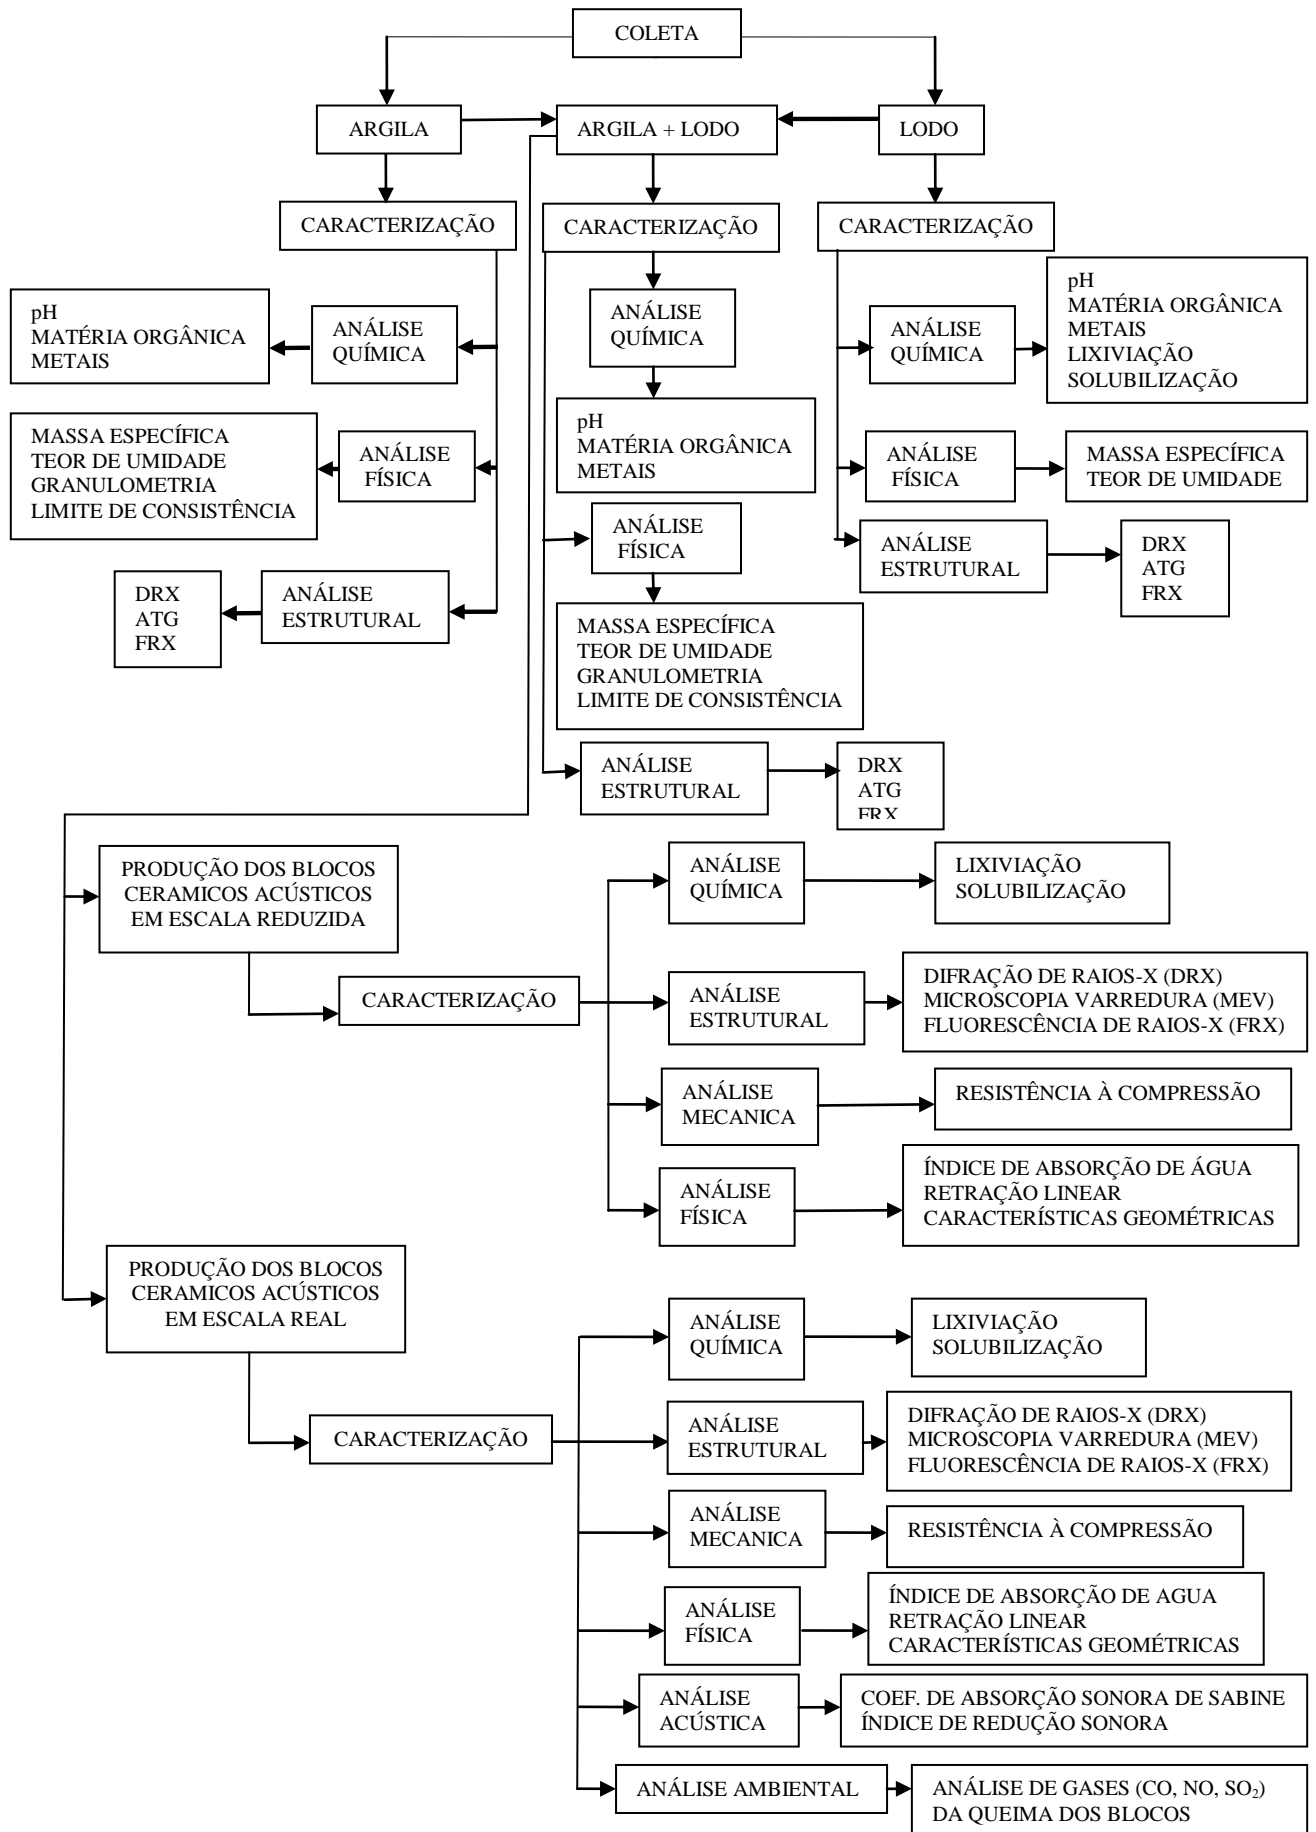 COLETA
ARGILA
ARGILA + LODO
LODO
CARACTERIZAÇÃO
CARACTERIZAÇÃO
CARACTERIZAÇÃO
pH
MATÉRIA ORGÂNICA
METAIS
ANÁLISE
QUÍMICA
ANÁLISE
QUÍMICA
ANÁLISE
QUÍMICA
pH
MATÉRIA ORGÂNICA
METAIS
LIXIVIAÇÃO
SOLUBILIZAÇÃO
MASSA ESPECÍFICA
TEOR DE UMIDADE
GRANULOMETRIA
LIMITE DE CONSISTÊNCIA
ANÁLISE
FÍSICA
pH
MATÉRIA ORGÂNICA
METAIS
ANÁLISE
FÍSICA
MASSA ESPECÍFICA
TEOR DE UMIDADE
ANÁLISE
FÍSICA
ANÁLISE
ESTRUTURAL
DRX
ATG
FRX
DRX
ATG
FRX
ANÁLISE
ESTRUTURAL
MASSA ESPECÍFICA
TEOR DE UMIDADE
GRANULOMETRIA
LIMITE DE CONSISTÊNCIA
ANÁLISE
ESTRUTURAL
DRX
ATG
FRX
PRODUÇÃO DOS BLOCOS
CERAMICOS ACÚSTICOS
EM ESCALA REDUZIDA
ANÁLISE
QUÍMICA
LIXIVIAÇÃO
SOLUBILIZAÇÃO
CARACTERIZAÇÃO
ANÁLISE
ESTRUTURAL
DIFRAÇÃO DE RAIOS-X (DRX)
MICROSCOPIA VARREDURA (MEV)
FLUORESCÊNCIA DE RAIOS-X (FRX)
ANÁLISE
MECANICA
RESISTÊNCIA À COMPRESSÃO
ANÁLISE
FÍSICA
ÍNDICE DE ABSORÇÃO DE ÁGUA
RETRAÇÃO LINEAR
CARACTERÍSTICAS GEOMÉTRICAS
PRODUÇÃO DOS BLOCOS
CERAMICOS ACÚSTICOS
EM ESCALA REAL
ANÁLISE
QUÍMICA
LIXIVIAÇÃO
SOLUBILIZAÇÃO
CARACTERIZAÇÃO
ANÁLISE
ESTRUTURAL
DIFRAÇÃO DE RAIOS-X (DRX)
MICROSCOPIA VARREDURA (MEV)
FLUORESCÊNCIA DE RAIOS-X (FRX)
ANÁLISE
MECANICA
RESISTÊNCIA À COMPRESSÃO
ANÁLISE
FÍSICA
ÍNDICE DE ABSORÇÃO DE AGUA
RETRAÇÃO LINEAR
CARACTERÍSTICAS GEOMÉTRICAS
ANÁLISE
ACÚSTICA
COEF. DE ABSORÇÃO SONORA DE SABINE
ÍNDICE DE REDUÇÃO SONORA
ANÁLISE AMBIENTAL
ANÁLISE DE GASES (CO, NO, SO₂)
DA QUEIMA DOS BLOCOS